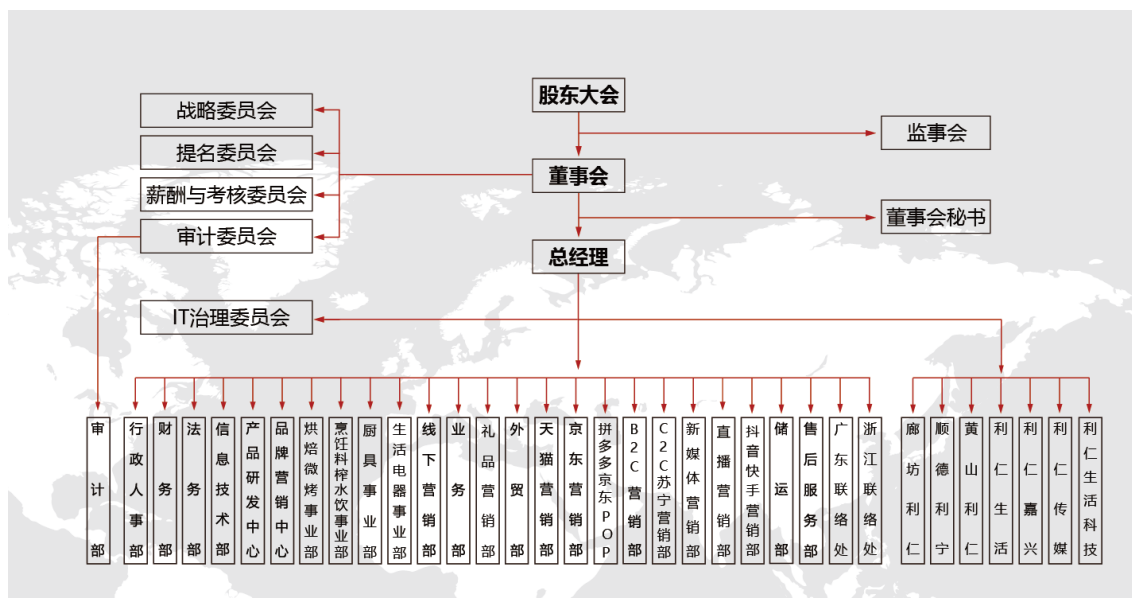 股东大会
战略委员会
监事会
提名委员会
董事会
薪酬与考核委员会
董事会秘书
审计委员会
总经理
IT治理委员会
审计部
行政人事部
财务部
法务部
信息技术部
产品研发中心
品牌营销中心
烘焙微烤事业部
烹饪料榨水饮事业部
厨具事业部
生活电器事业部
线下营销部
业务部
礼品营销部
外贸部
天猫营销部
京东营销部
拼多多京东POP
B2C营销部
C2C苏宁营销部
新媒体营销部
直播营销部
抖音快手营销部
储运部
售后服务部
广东联络处
浙江联络处
廊坊利仁
顺德利宁
黄山利仁
利仁生活
利仁嘉兴
利仁传媒
利仁生活科技